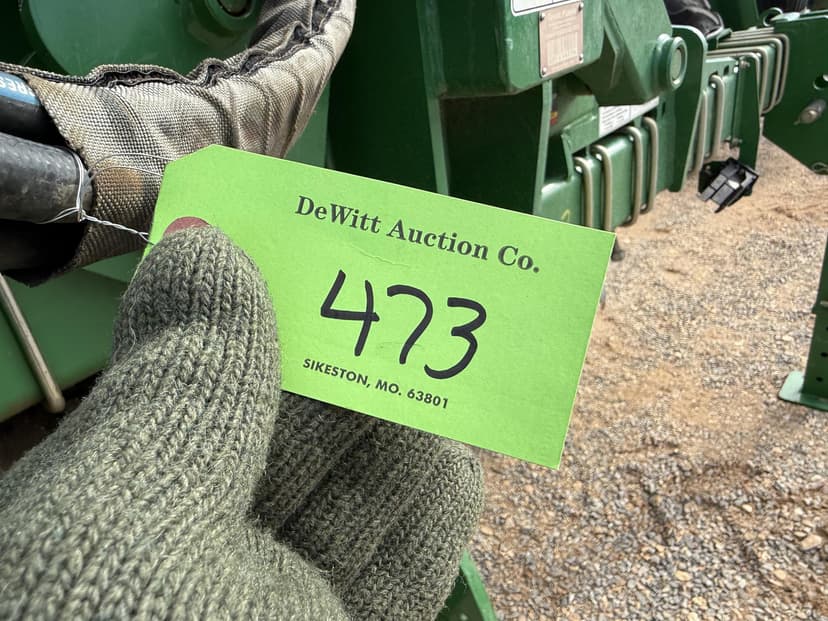 DeWitt Auction Co.
473
SIKESTON, MO. 63801